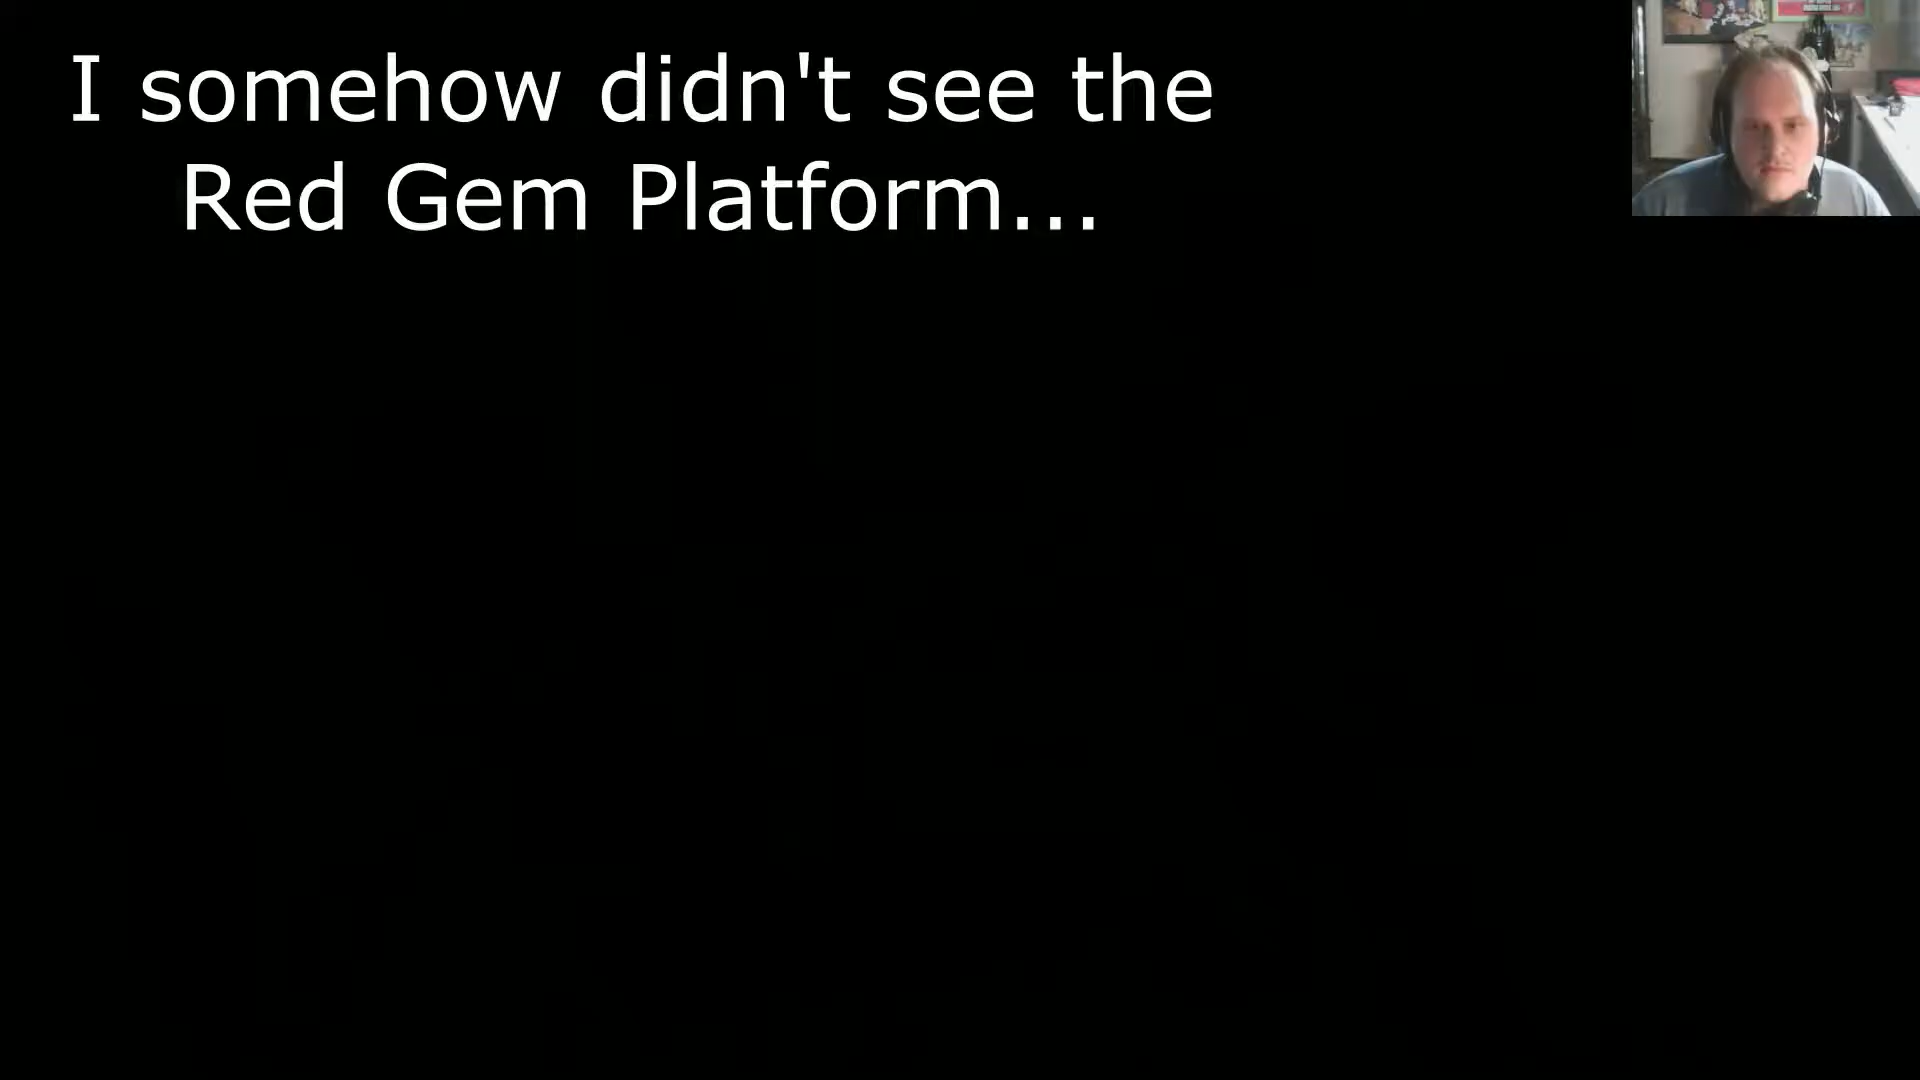 I somehow didn't see the
Red Gem Platform...